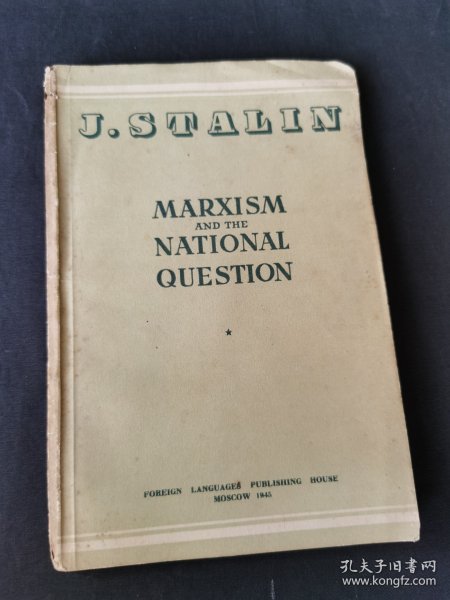 J. STALIN
MARXISM
AND THE
NATIONAL
QUESTION
FOREIGN LANGUAGES PUBLISHING HOUSE
MOSCOW 1945
孔夫子旧书网
www.kongfz.com